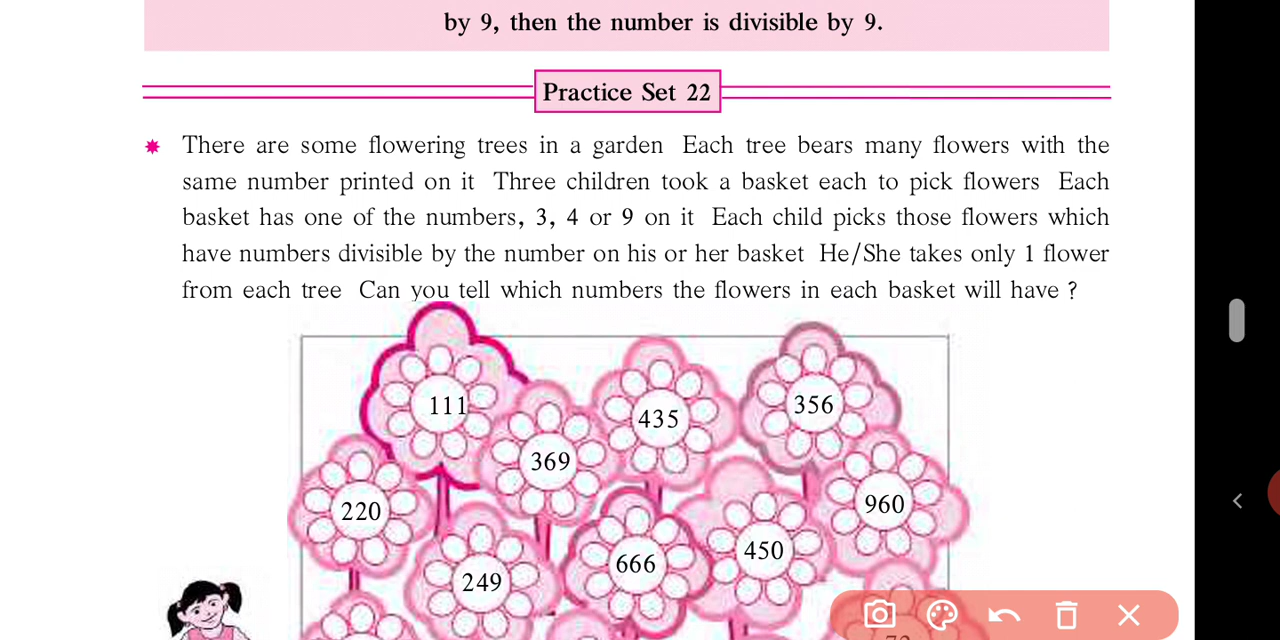 by 9, then the number is divisible by 9.
Practice Set 22
There are some flowering trees in a garden Each tree bears many flowers with the
same number printed on it Three children took a basket each to pick flowers Each
basket has one of the numbers, 3, 4 or 9 on it Each child picks those flowers which
have numbers divisible by the number on his or her basket He/She takes only 1 flower
from each tree Can you tell which numbers the flowers in each basket will have ?
111
435
356
369
220
960
249
666
450